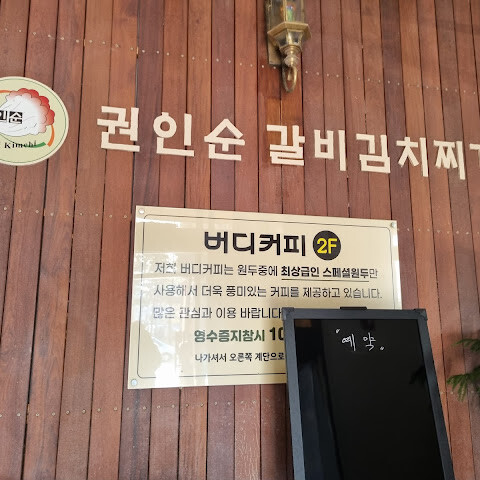 인순
Kimchi
권인순 갈비김치찌
버디커피 2F
저희 버디커피는 원두중에 최상급인 스페셜원두만
사용해서 더욱 풍미있는 커피를 제공하고 있습니다.
많은 관심과 이용 바랍니다
영수증지참시 10
나가셔서 오른쪽 계단으로
"예약"